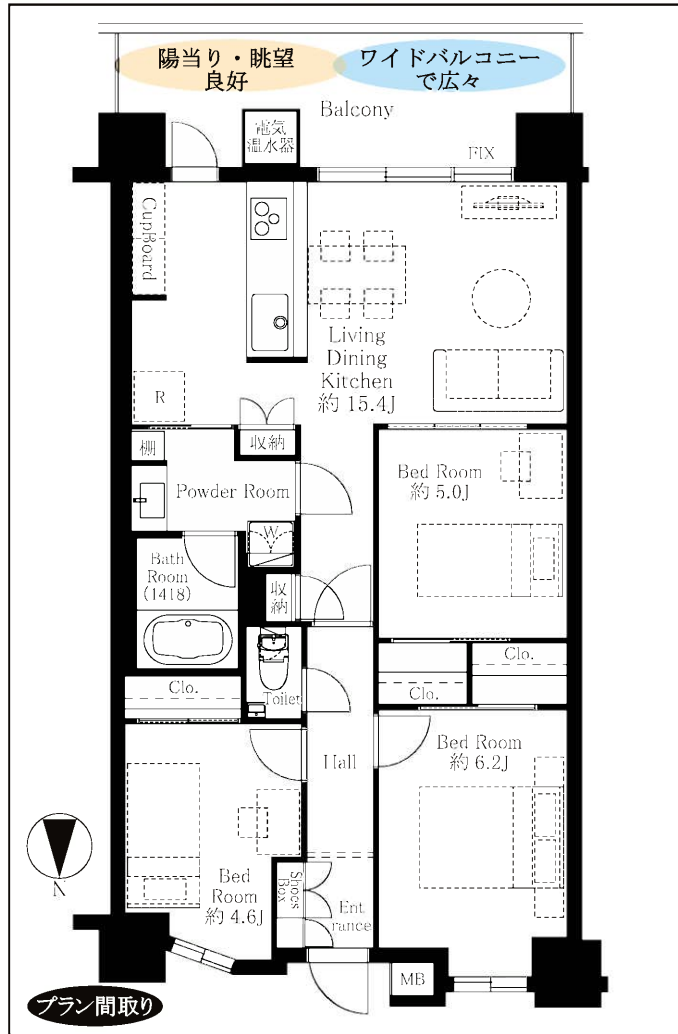 陽当り・眺望
良好
ワイドバルコニー
で広々
Balcony
電気
温水器
FIX
CupBoard
Living
Dining
Kitchen
約 15.4J
R
収納
棚
Powder Room
Bed Room
約 5.0J
W
Bath
Room
(1418)
収
納
Toilet
Clo.
Clo.
Clo.
Hall
Bed Room
約 6.2J
Bed
Room
約 4.6J
Shoes
Box
Ent
rance
N
MB
プラン間取り